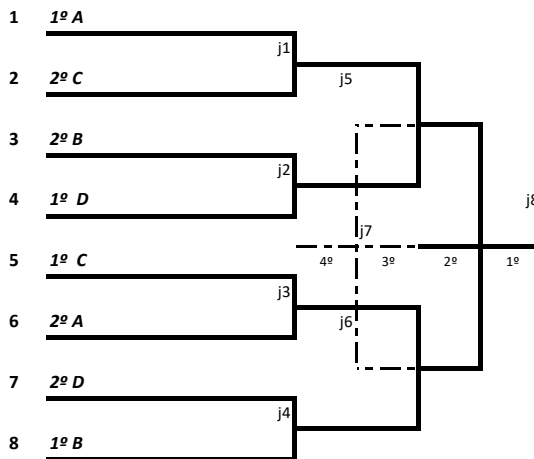 1 1º A
j1
2 2º C
j5
3 2º B
j2
4 1º D
j8
j7
5 1º C
4º 3º 2º 1º
j3
6 2º A
j6
7 2º D
j4
8 1º B